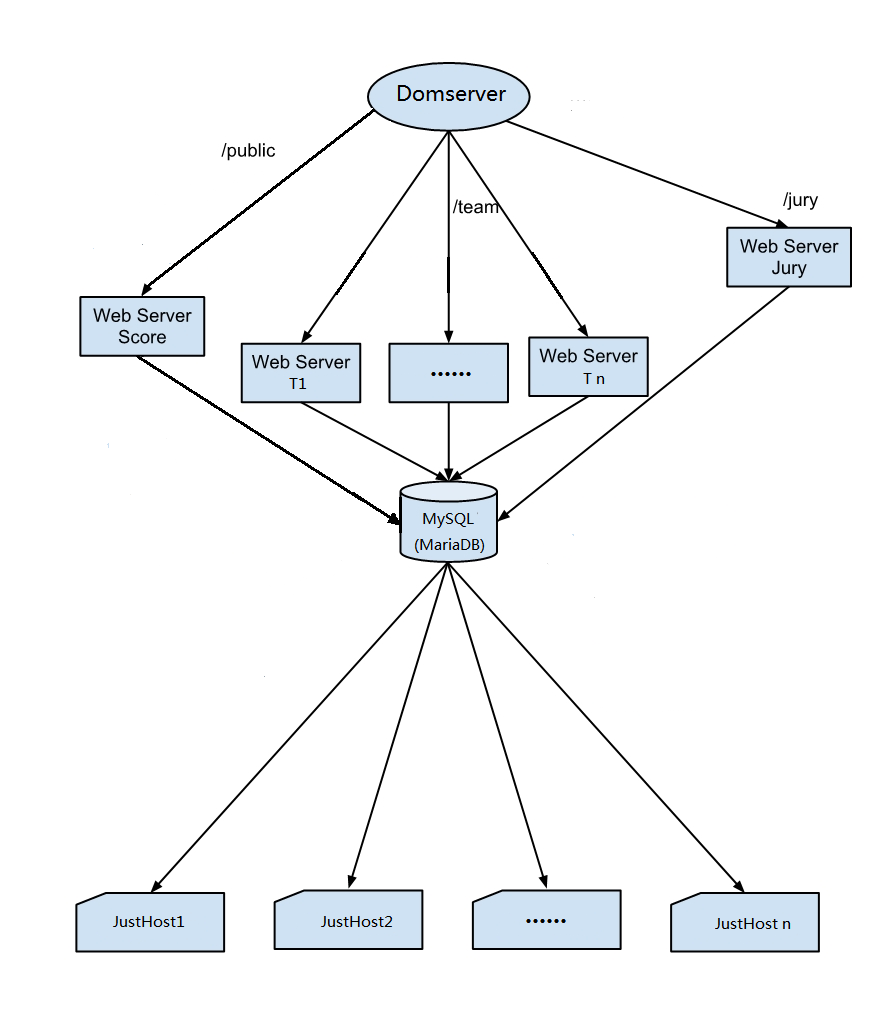 Domserver
/public
/team
/jury
Web Server
Jury
Web Server
Score
Web Server
T1
••••••
Web Server
T n
MySQL
(MariaDB)
JustHost1
JustHost2
••••••
JustHost n